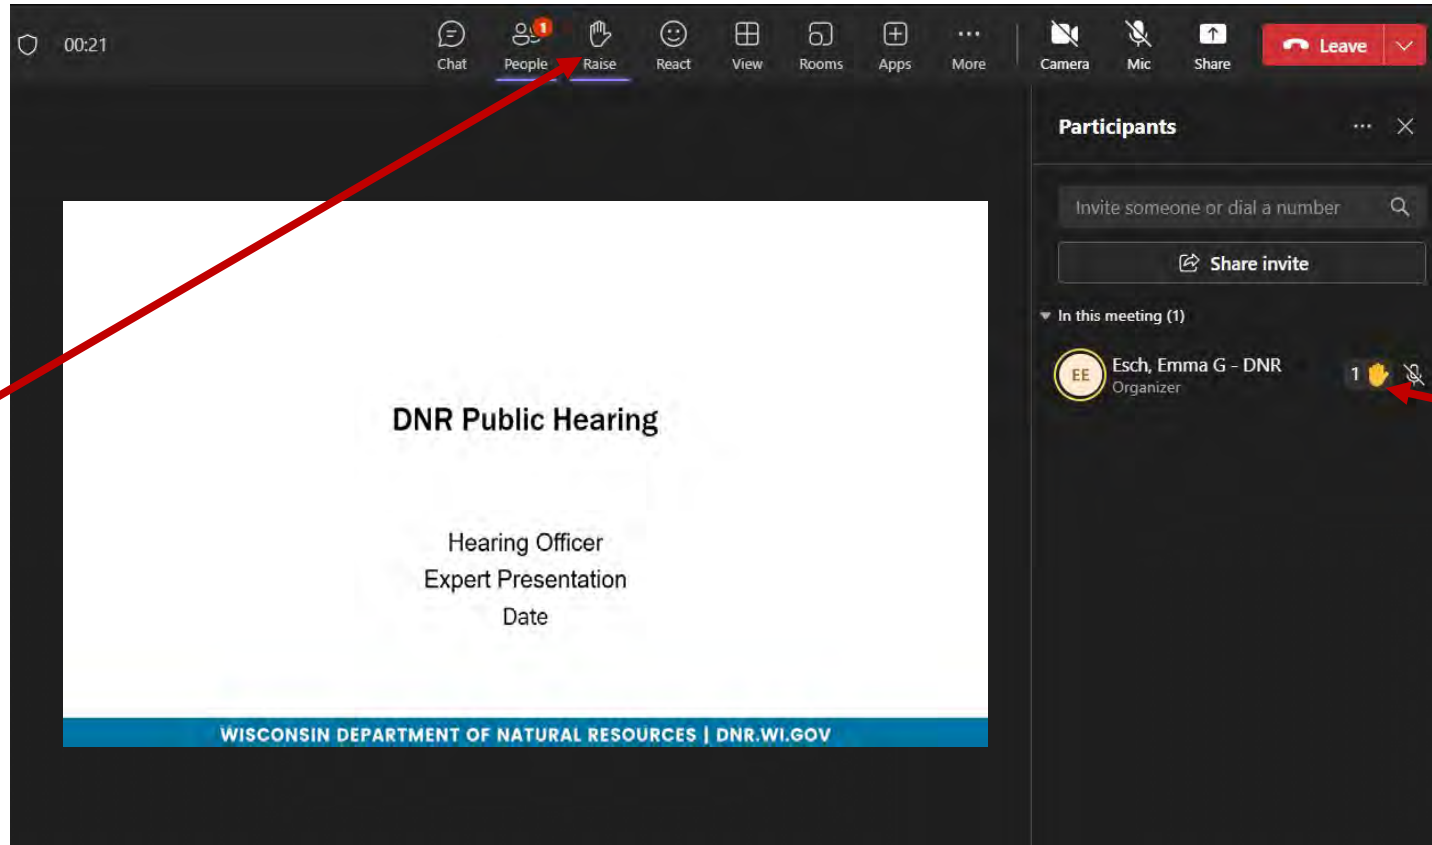 00:21
1
Chat People Raise React View Rooms Apps More Camera Mic Share Leave
Participants
Invite someone or dial a number
Share invite
In this meeting (1)
EE Esch, Emma G - DNR 1
Organizer
DNR Public Hearing
Hearing Officer
Expert Presentation
Date
WISCONSIN DEPARTMENT OF NATURAL RESOURCES | DNR.WI.GOV